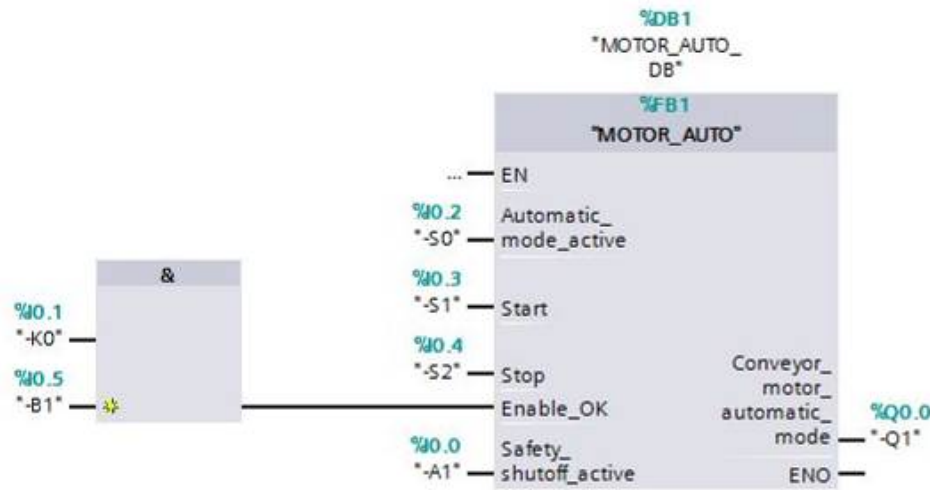 %DB1
"MOTOR_AUTO_
DB"
%FB1
"MOTOR_AUTO"
... EN
%I0.2
"-S0"
Automatic_
mode_active
%I0.3
"-S1"
Start
%I0.4
"-S2"
Stop
&
%I0.1
"-K0"
%I0.5
"-B1"
Enable_OK
%I0.0
"-A1"
Safety_
shutoff_active
Conveyor_
motor_
automatic_
mode
%Q0.0
"-Q1"
ENO